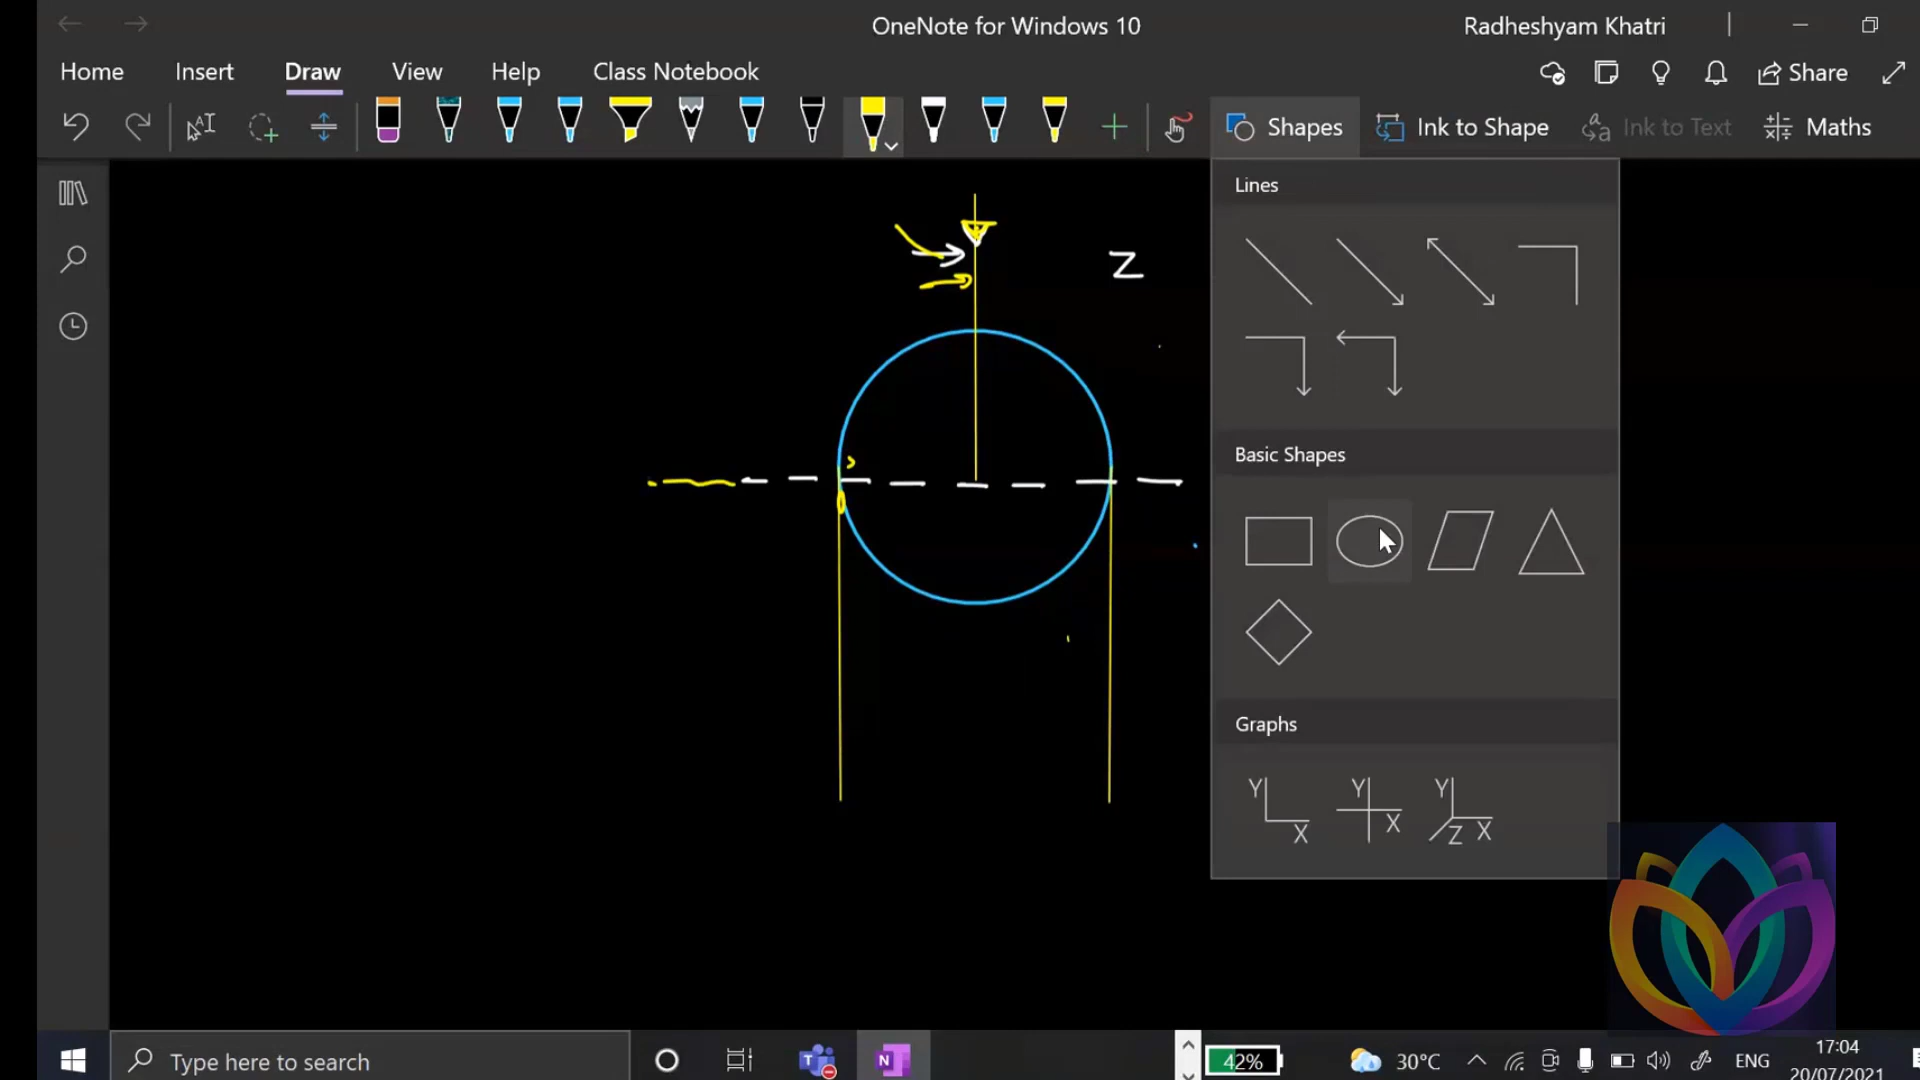 OneNote for Windows 10
Radheshyam Khatri
Home Insert Draw View Help Class Notebook
Share
Shapes Ink to Shape Ink to Text Maths
Lines
Z
Basic Shapes
Graphs
Y X Y X Y Z X
Type here to search
42% 30°C ENG 17:04
20/07/2021